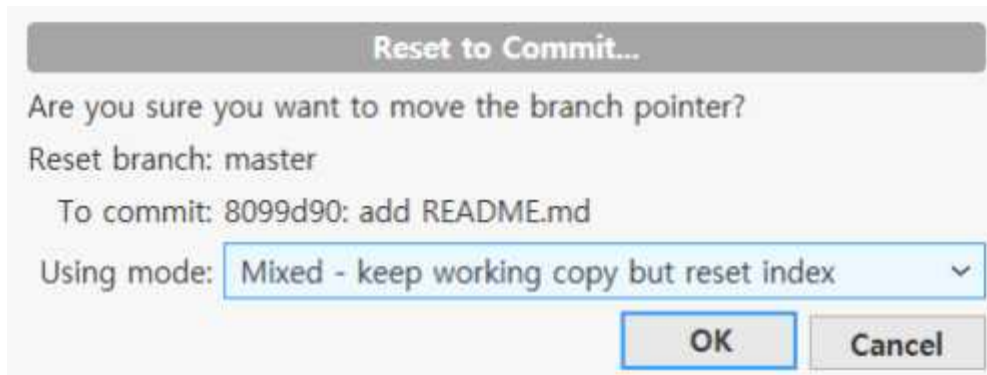 Reset to Commit...
Are you sure you want to move the branch pointer?
Reset branch: master
To commit: 8099d90: add README.md
Using mode: Mixed - keep working copy but reset index
OK Cancel